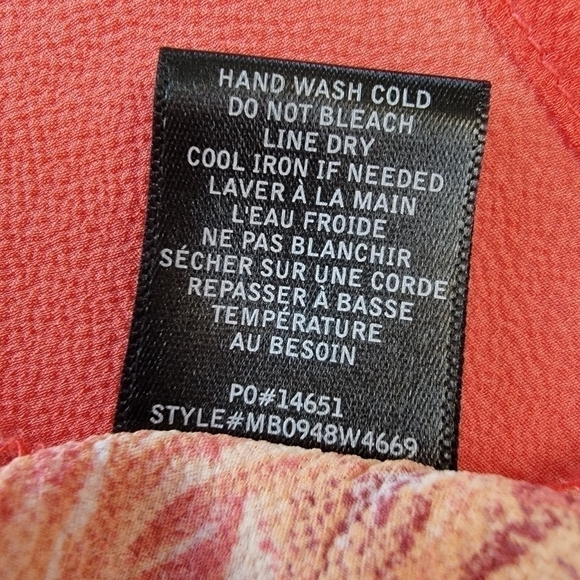 HAND WASH COLD
DO NOT BLEACH
LINE DRY
COOL IRON IF NEEDED
LAVER À LA MAIN
L'EAU FROIDE
NE PAS BLANCHIR
SÉCHER SUR UNE CORDE
REPASSER À BASSE
TEMPÉRATURE
AU BESOIN
PO#14651
STYLE#MB0948W4669